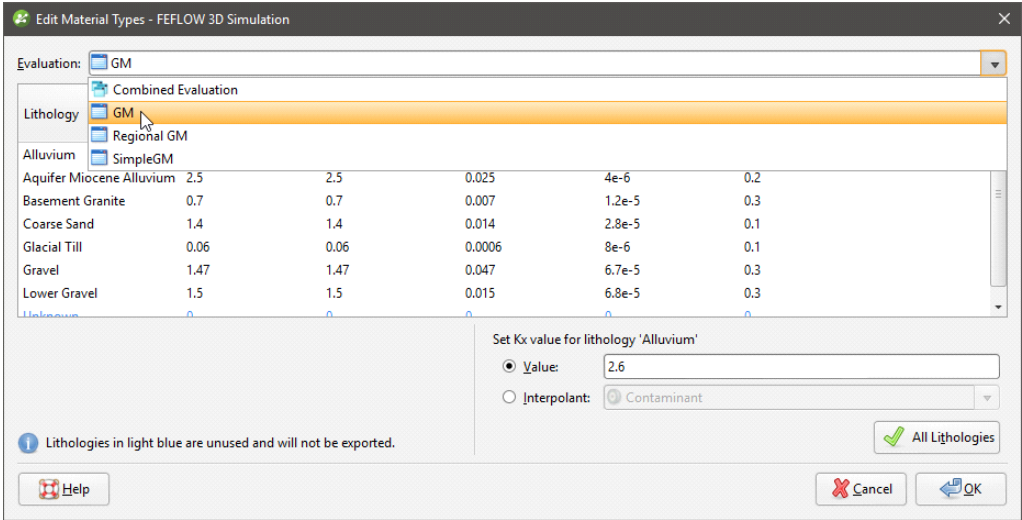 Edit Material Types - FEFLOW 3D Simulation
Evaluation: GM
Combined Evaluation
Lithology GM
Regional GM
Alluvium SimpleGM
Aquifer Miocene Alluvium 2.5 2.5 0.025 4e-6 0.2
Basement Granite 0.7 0.7 0.007 1.2e-5 0.3
Coarse Sand 1.4 1.4 0.014 2.8e-5 0.1
Glacial Till 0.06 0.06 0.0006 8e-6 0.1
Gravel 1.47 1.47 0.047 6.7e-5 0.3
Lower Gravel 1.5 1.5 0.015 6.8e-5 0.3
Unknown 0 0 0 0 0
Set Kx value for lithology 'Alluvium'
Value: 2.6
Interpolant: Contaminant
Lithologies in light blue are unused and will not be exported.
All Lithologies
Help Cancel OK